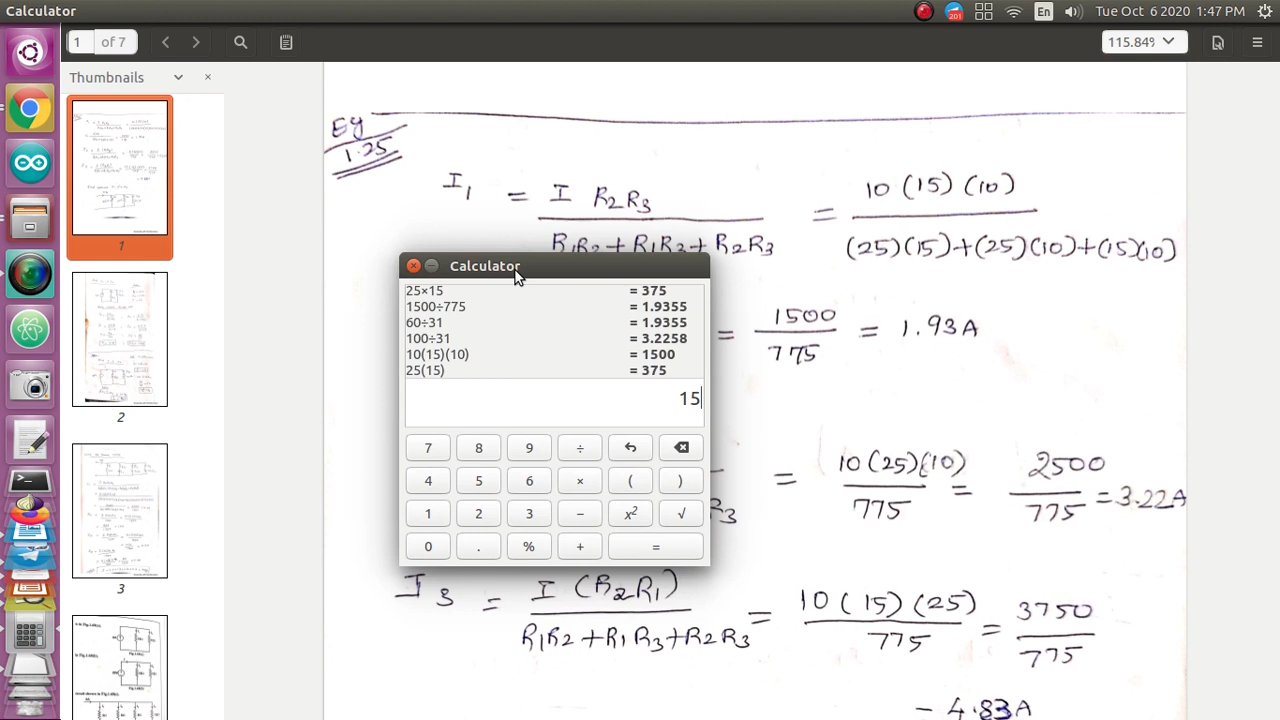 Calculator
201
En
Tue Oct 6 2020 1:47 PM
1 of 7
115.84%
Thumbnails
1
2
3
Eg
1.25
I1 = I R2R3 = 10 (15) (10)
R1R2 + R1R3 + R2R3 (25)(15)+(25)(10)+(15)(10)
Calculator
25×15 = 375
1500÷775 = 1.9355
60÷31 = 1.9355
100÷31 = 3.2258
10(15)(10) = 1500
25(15) = 375
15
7 8 9 ÷
4 5 6 × ( )
1 2 3 − x² √
0 . % + =
= 1500 = 1.93A
775
= 10(25)(10) = 2500 = 3.22A
R3 775 775
I3 = I (R2R1) = 10 (15) (25) = 3750
R1R2 + R1R3 + R2R3 775 775
= 4.83A